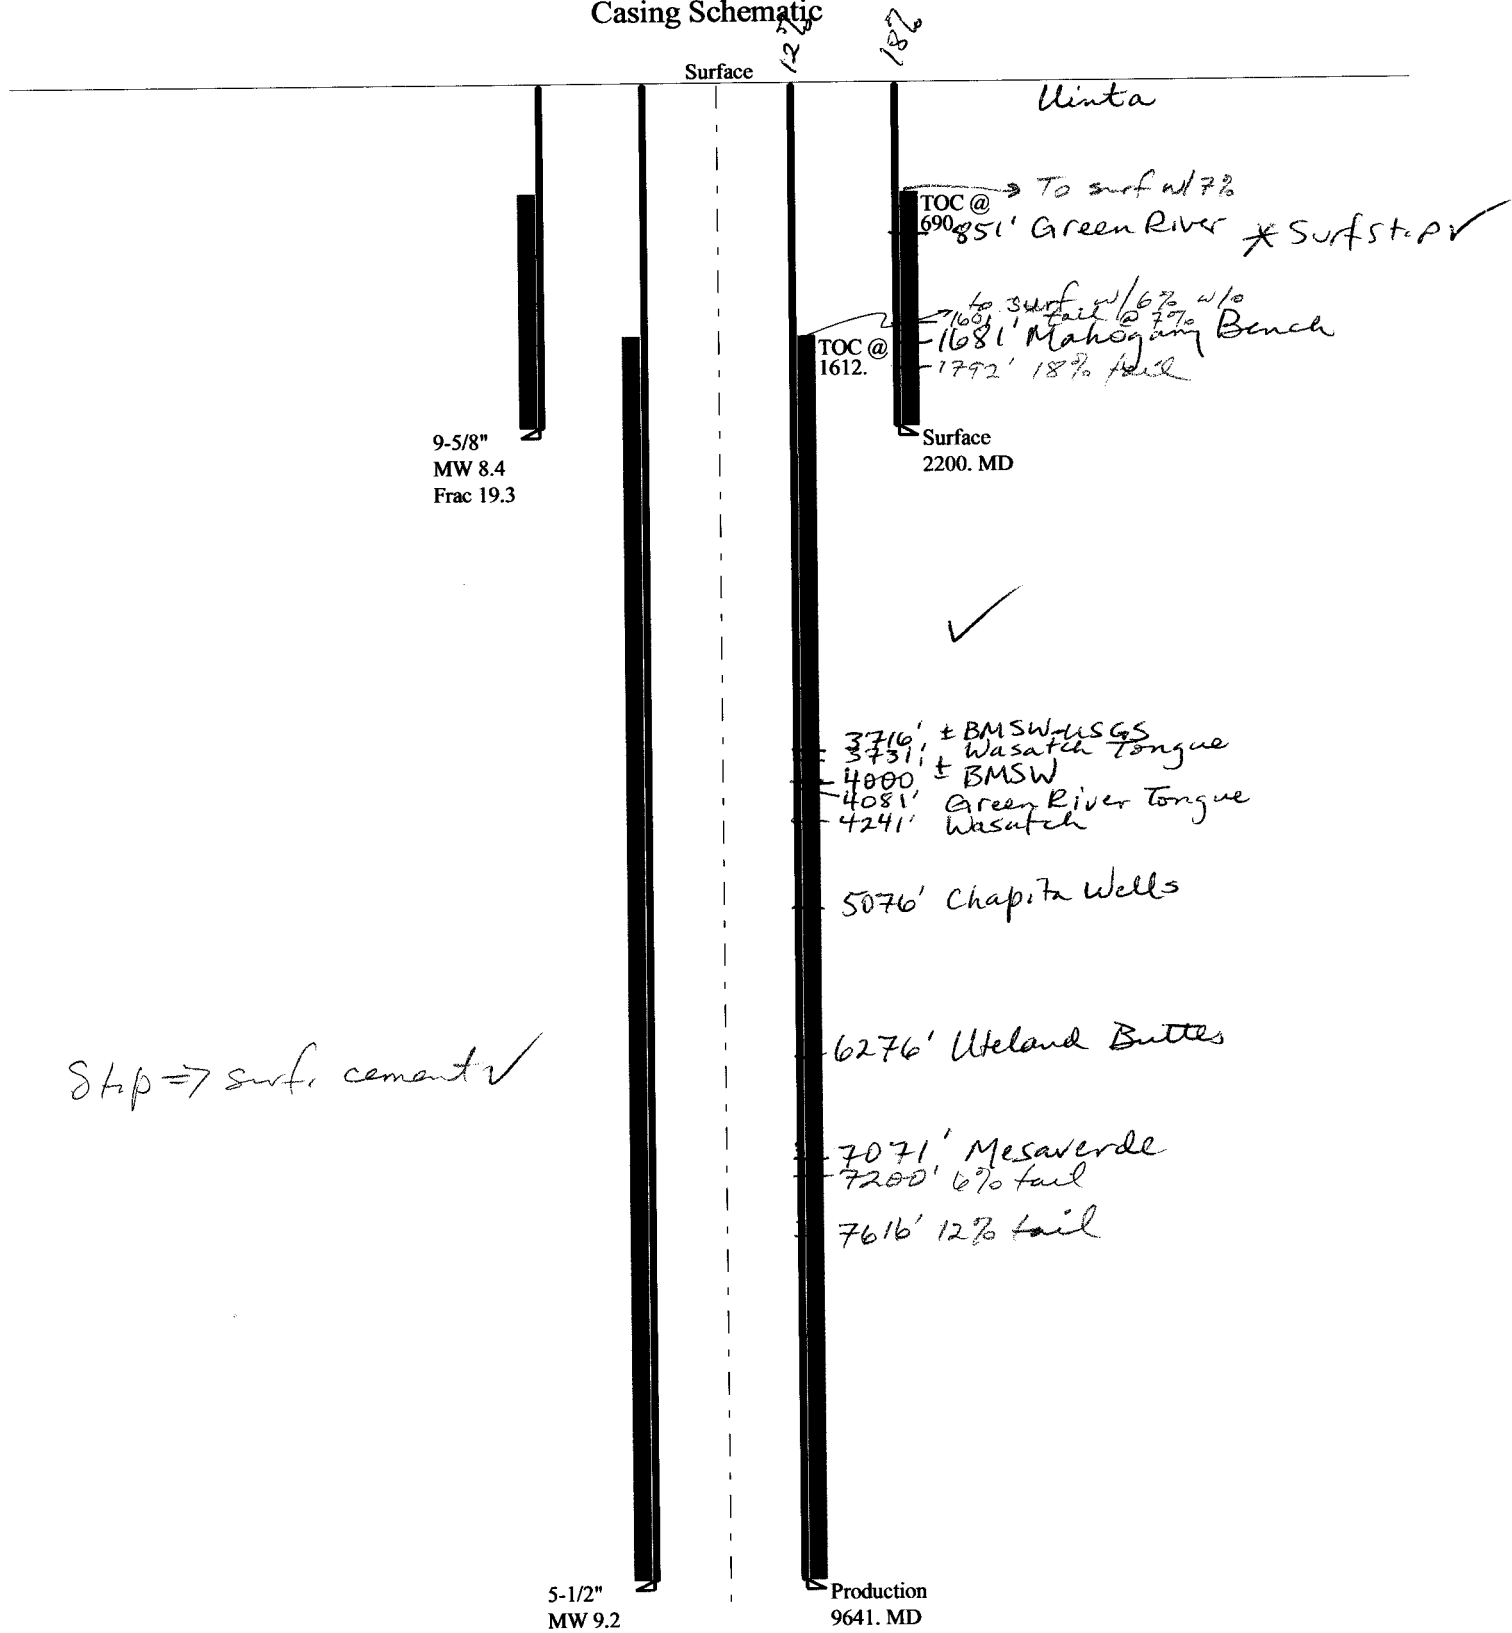 Casing Schematic
12%
18%
Surface
Uinta
To surf w/ 7%
TOC @
690.
851' Green River * Surf stip ✓
to surf w/ 6% w/o
1601' tail @ 7%
1681' Mahogany Bench
TOC @
1612.
1792' 18% tail
9-5/8"
MW 8.4
Frac 19.3
Surface
2200. MD
✓
3716' ± BMSW-USGS
3731' Wasatch Tongue
4000 ± BMSW
4081' Green River Tongue
4241' Wasatch
5076' Chapita Wells
6276' Uteland Buttes
Stip => surf. cement ✓
7071' Mesaverde
7200' 6% tail
7616' 12% tail
5-1/2"
MW 9.2
Production
9641. MD